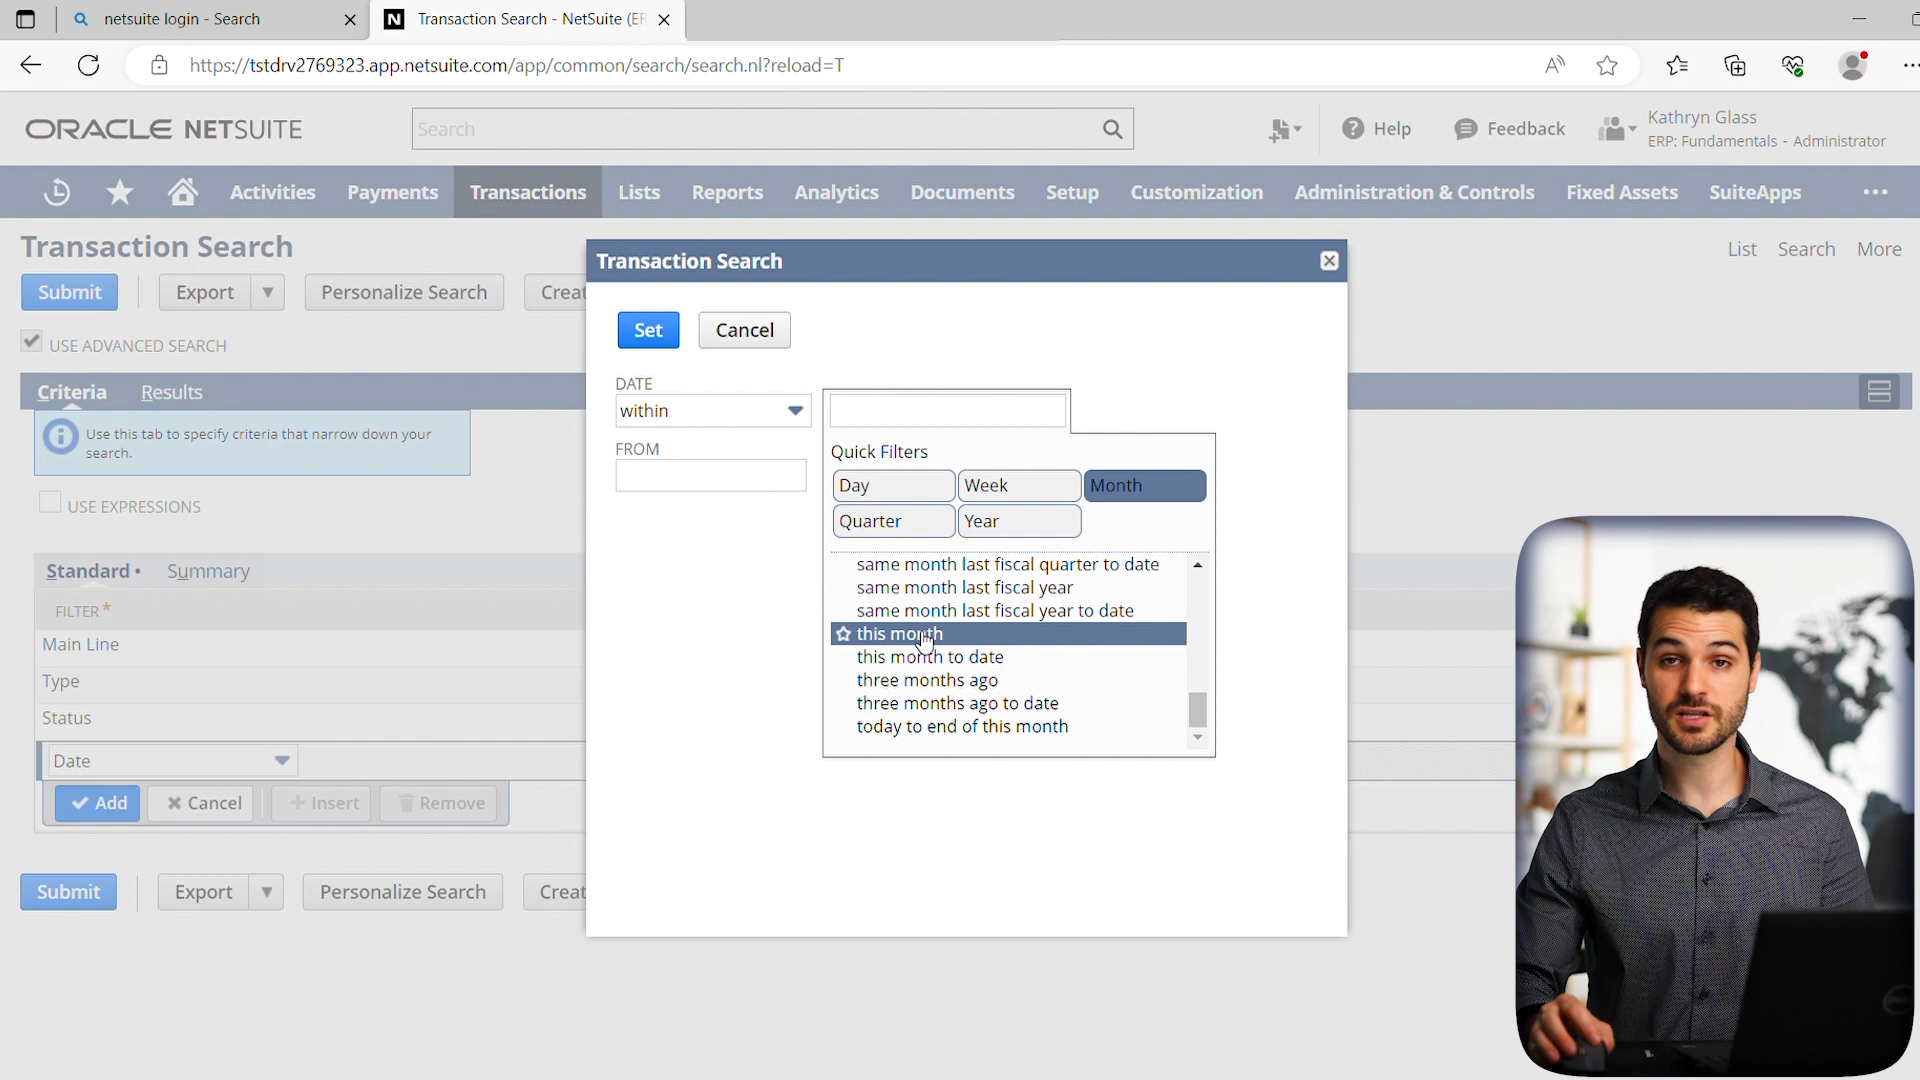 netsuite login - Search
N Transaction Search - NetSuite (ER
https://tstdrv2769323.app.netsuite.com/app/common/search/search.nl?reload=T
ORACLE NETSUITE
Search
Help
Feedback
Kathryn Glass
ERP: Fundamentals - Administrator
Activities Payments Transactions Lists Reports Analytics Documents Setup Customization Administration & Controls Fixed Assets SuiteApps
Transaction Search
List Search More
Submit Export Personalize Search Creat
USE ADVANCED SEARCH
Criteria Results
Use this tab to specify criteria that narrow down your
search.
USE EXPRESSIONS
Standard • Summary
FILTER *
Main Line
Type
Status
Date
Add Cancel Insert Remove
Submit Export Personalize Search Creat
Transaction Search
Set Cancel
DATE
within
FROM
Quick Filters
Day Week Month
Quarter Year
same month last fiscal quarter to date
same month last fiscal year
same month last fiscal year to date
this month
this month to date
three months ago
three months ago to date
today to end of this month